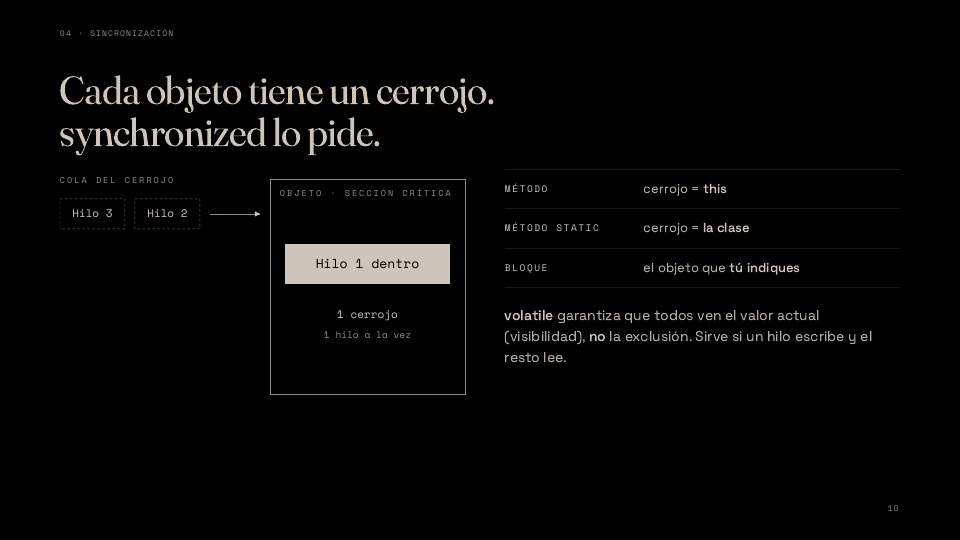 04 · SINCRONIZACIÓN
Cada objeto tiene un cerrojo.
synchronized lo pide.
COLA DEL CERROJO
Hilo 3
Hilo 2
OBJETO · SECCIÓN CRÍTICA
Hilo 1 dentro
1 cerrojo
1 hilo a la vez
MÉTODO cerrojo = this
MÉTODO STATIC cerrojo = la clase
BLOQUE el objeto que tú indiques
volatile garantiza que todos ven el valor actual
(visibilidad), no la exclusión. Sirve si un hilo escribe y el
resto lee.
10